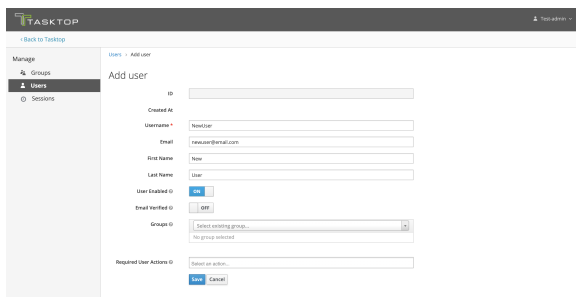 TASKTOP
Test-admin
Back to Tasktop
Manage
Groups
Users
Sessions
Users > Add user
Add user
ID
Created At
Username *
NewUser
Email
newuser@email.com
First Name
New
Last Name
User
User Enabled
ON
Email Verified
OFF
Groups
Select existing group...
No group selected
Required User Actions
Select an action...
Save
Cancel